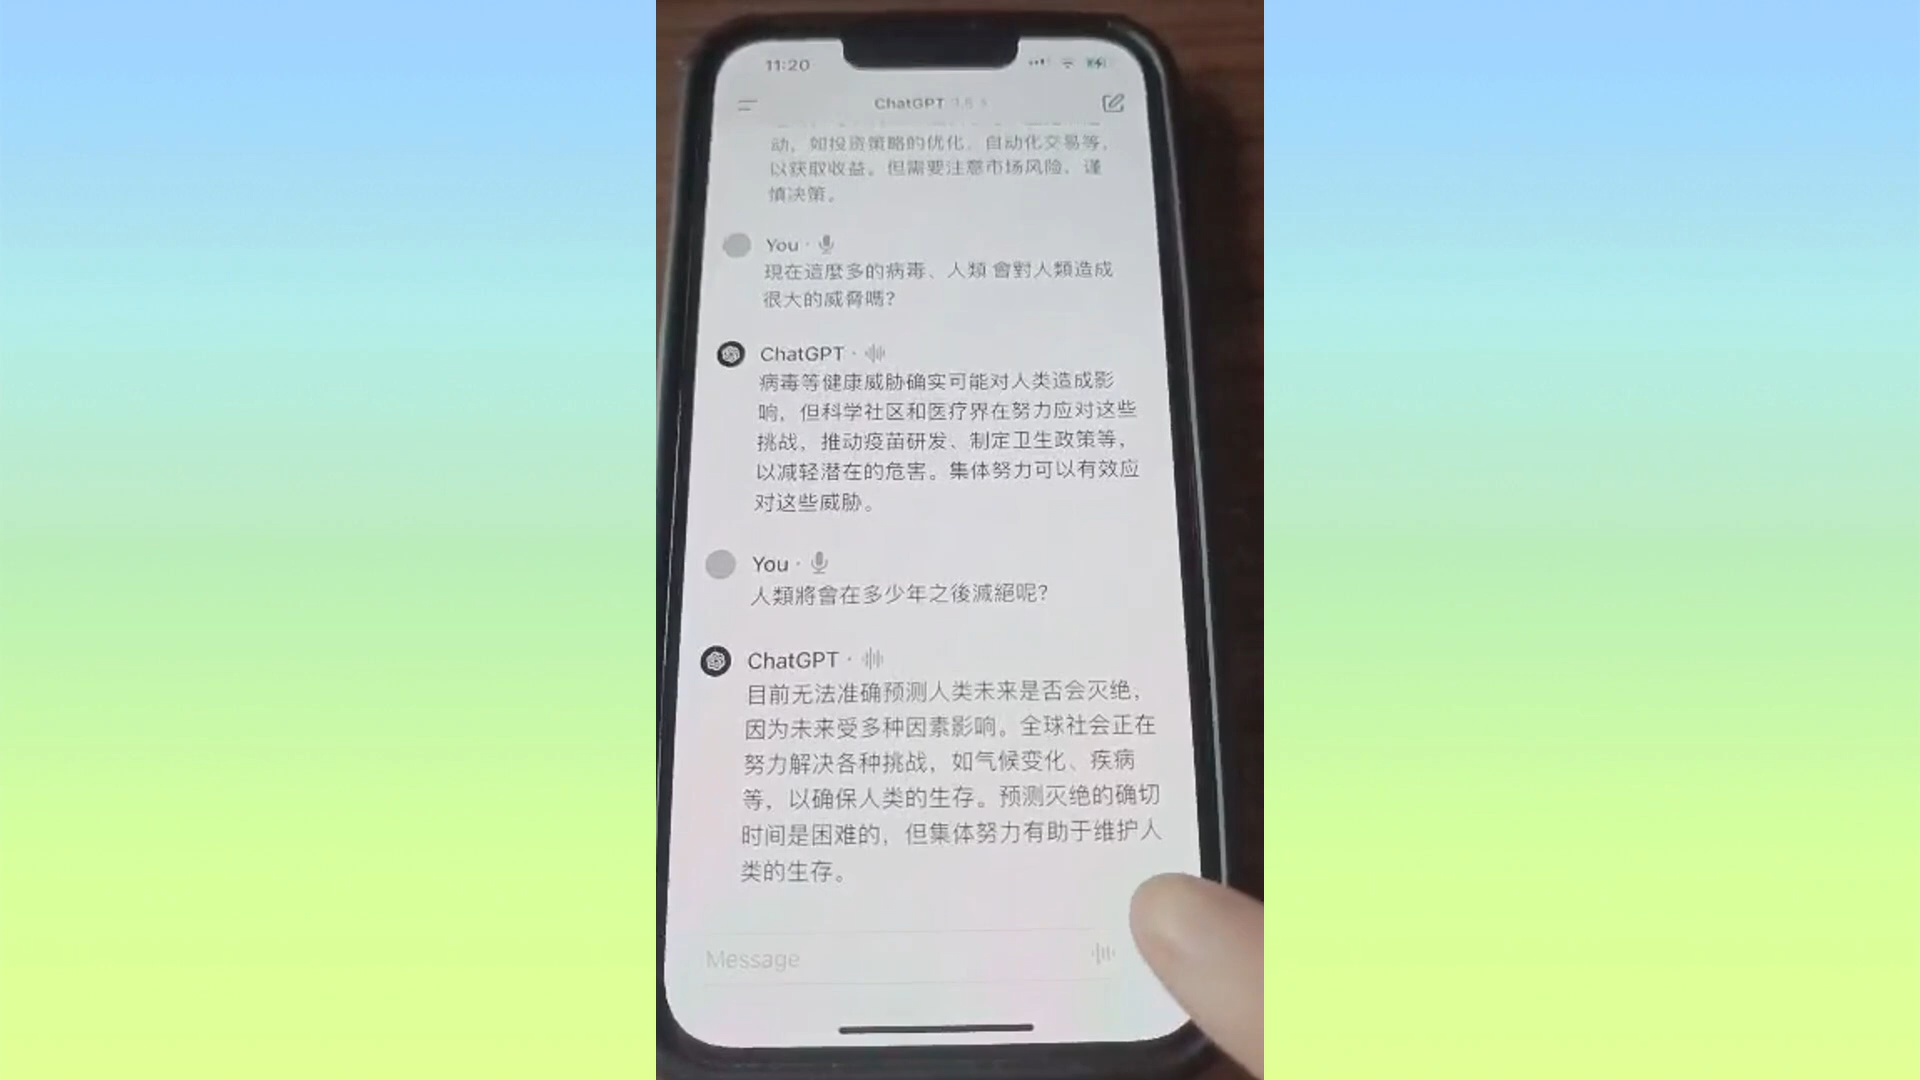 11:20
ChatGPT 3.5 >
动，如投资策略的优化、自动化交易等，
以获取收益。但需要注意市场风险，谨
慎决策。
You
現在這麼多的病毒、人類 會對人類造成
很大的威脅嗎？
ChatGPT
病毒等健康威胁确实可能对人类造成影
响，但科学社区和医疗界在努力应对这些
挑战，推动疫苗研发、制定卫生政策等，
以减轻潜在的危害。集体努力可以有效应
对这些威胁。
You
人類將會在多少年之後滅絕呢？
ChatGPT
目前无法准确预测人类未来是否会灭绝，
因为未来受多种因素影响。全球社会正在
努力解决各种挑战，如气候变化、疾病
等，以确保人类的生存。预测灭绝的确切
时间是困难的，但集体努力有助于维护人
类的生存。
Message